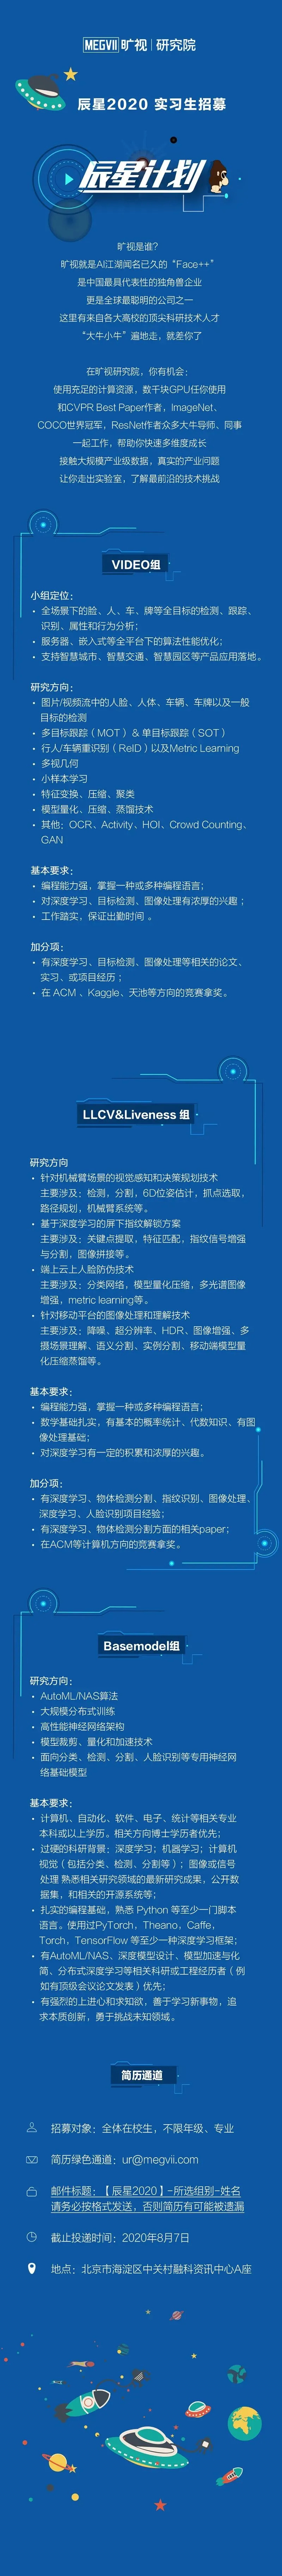 MEGVII 旷视 | 研究院
辰星2020 实习生招募
辰星计划
旷视是谁?
旷视就是AI江湖闻名已久的“Face++”
是中国最具代表性的独角兽企业
更是全球最聪明的公司之一
这里有来自各大高校的顶尖科研技术人才
“大牛小牛”遍地走，就差你了
在旷视研究院，你有机会：
使用充足的计算资源，数千块GPU任你使用
和CVPR Best Paper作者，ImageNet、
COCO世界冠军，ResNet作者众多大牛导师、同事
一起工作，帮助你快速多维度成长
接触大规模产业级数据，真实的产业问题
让你走出实验室，了解最前沿的技术挑战
VIDEO组
小组定位：
• 全场景下的脸、人、车、牌等全目标的检测、跟踪、
识别、属性和行为分析；
• 服务器、嵌入式等全平台下的算法性能优化；
• 支持智慧城市、智慧交通、智慧园区等产品应用落地。
研究方向：
• 图片/视频流中的人脸、人体、车辆、车牌以及一般
目标的检测
• 多目标跟踪（MOT）& 单目标跟踪（SOT）
• 行人/车辆重识别（ReID）以及Metric Learning
• 多视几何
• 小样本学习
• 特征变换、压缩、聚类
• 模型量化、压缩、蒸馏技术
• 其他：OCR、Activity、HOI、Crowd Counting、
GAN
基本要求：
• 编程能力强，掌握一种或多种编程语言；
• 对深度学习、目标检测、图像处理有浓厚的兴趣；
• 工作踏实，保证出勤时间 。
加分项：
• 有深度学习、目标检测、图像处理等相关的论文、
实习、或项目经历；
• 在 ACM 、Kaggle、天池等方向的竞赛拿奖。
LLCV&Liveness 组
研究方向
• 针对机械臂场景的视觉感知和决策规划技术
主要涉及：检测，分割，6D位姿估计，抓点选取，
路径规划，机械臂系统等。
• 基于深度学习的屏下指纹解锁方案
主要涉及：关键点提取，特征匹配，指纹信号增强
与分割，图像拼接等。
• 端上云上人脸防伪技术
主要涉及：分类网络，模型量化压缩，多光谱图像
增强，metric learning等。
• 针对移动平台的图像处理和理解技术
主要涉及：降噪、超分辨率、HDR、图像增强、多
摄场景理解、语义分割、实例分割、移动端模型量
化压缩蒸馏等。
基本要求：
• 编程能力强，掌握一种或多种编程语言；
• 数学基础扎实，有基本的概率统计、代数知识、有图
像处理基础；
• 对深度学习有一定的积累和浓厚的兴趣。
加分项：
• 有深度学习、物体检测分割、指纹识别、图像处理、
深度学习、人脸识别项目经验；
• 有深度学习、物体检测分割方面的相关paper；
• 在ACM等计算机方向的竞赛拿奖。
Basemodel组
研究方向：
• AutoML/NAS算法
• 大规模分布式训练
• 高性能神经网络架构
• 模型裁剪、量化和加速技术
• 面向分类、检测、分割、人脸识别等专用神经网
络基础模型
基本要求：
• 计算机、自动化、软件、电子、统计等相关专业
本科或以上学历。相关方向博士学历者优先；
• 过硬的科研背景：深度学习；机器学习；计算机
视觉（包括分类、检测、分割等）；图像或信号
处理 熟悉相关研究领域的最新研究成果，公开数
据集，和相关的开源系统等；
• 扎实的编程基础，熟悉 Python 等至少一门脚本
语言。使用过PyTorch，Theano，Caffe，
Torch，TensorFlow 等至少一种深度学习框架；
• 有AutoML/NAS、深度模型设计、模型加速与化
简、分布式深度学习等相关科研或工程经历者（例
如有顶级会议论文发表）优先；
• 有强烈的上进心和求知欲，善于学习新事物，追
求本质创新，勇于挑战未知领域。
简历通道
招募对象：全体在校生，不限年级、专业
简历绿色通道：ur@megvii.com
邮件标题：【辰星2020】-所选组别-姓名
请务必按格式发送，否则简历有可能被遗漏
截止投递时间：2020年8月7日
地点：北京市海淀区中关村融科资讯中心A座